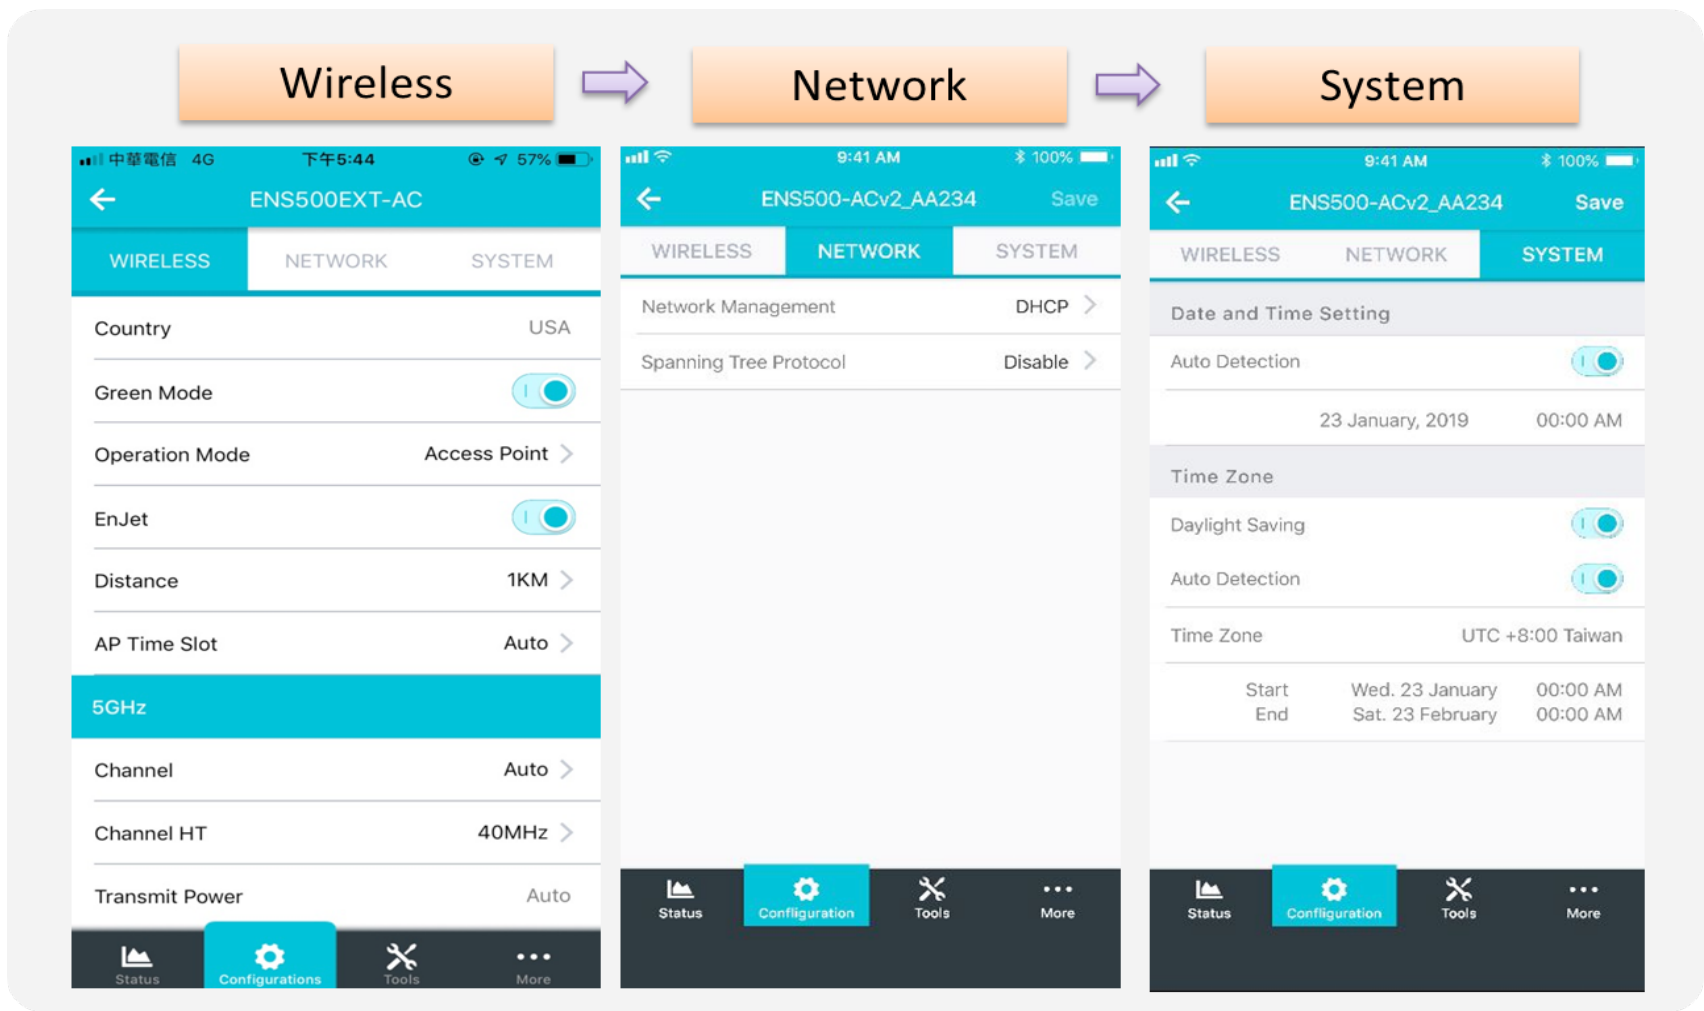 Wireless
Network
System
中華電信 4G 下午5:44 57%
ENS500EXT-AC
WIRELESS NETWORK SYSTEM
Country USA
Green Mode
Operation Mode Access Point
EnJet
Distance 1KM
AP Time Slot Auto
5GHz
Channel Auto
Channel HT 40MHz
Transmit Power Auto
Status Configurations Tools More
9:41 AM 100%
ENS500-ACv2_AA234 Save
WIRELESS NETWORK SYSTEM
Network Management DHCP
Spanning Tree Protocol Disable
Status Confliguration Tools More
9:41 AM 100%
ENS500-ACv2_AA234 Save
WIRELESS NETWORK SYSTEM
Date and Time Setting
Auto Detection
23 January, 2019 00:00 AM
Time Zone
Daylight Saving
Auto Detection
Time Zone UTC +8:00 Taiwan
Start Wed. 23 January 00:00 AM
End Sat. 23 February 00:00 AM
Status Confliguration Tools More